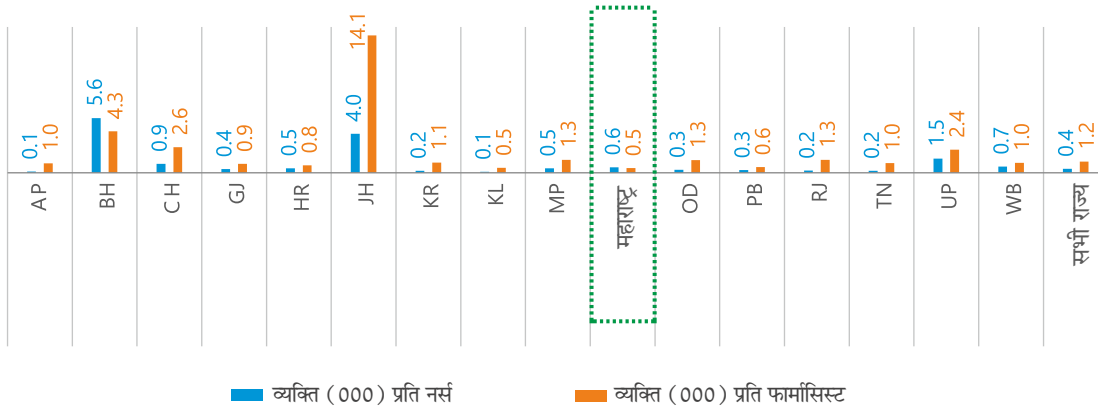 0.1 1.0 5.6 4.3 0.9 2.6 0.4 0.9 0.5 0.8 4.0 14.1 0.2 1.1 0.1 0.5 0.5 1.3 0.6 0.5 0.3 1.3 0.3 0.6 0.2 1.3 0.2 1.0 1.5 2.4 0.7 1.0 0.4 1.2
AP BH CH GJ HR JH KR KL MP महाराष्ट्र OD PB RJ TN UP WB सभी राज्य
व्यक्ति (000) प्रति नर्स व्यक्ति (000) प्रति फार्मासिस्ट